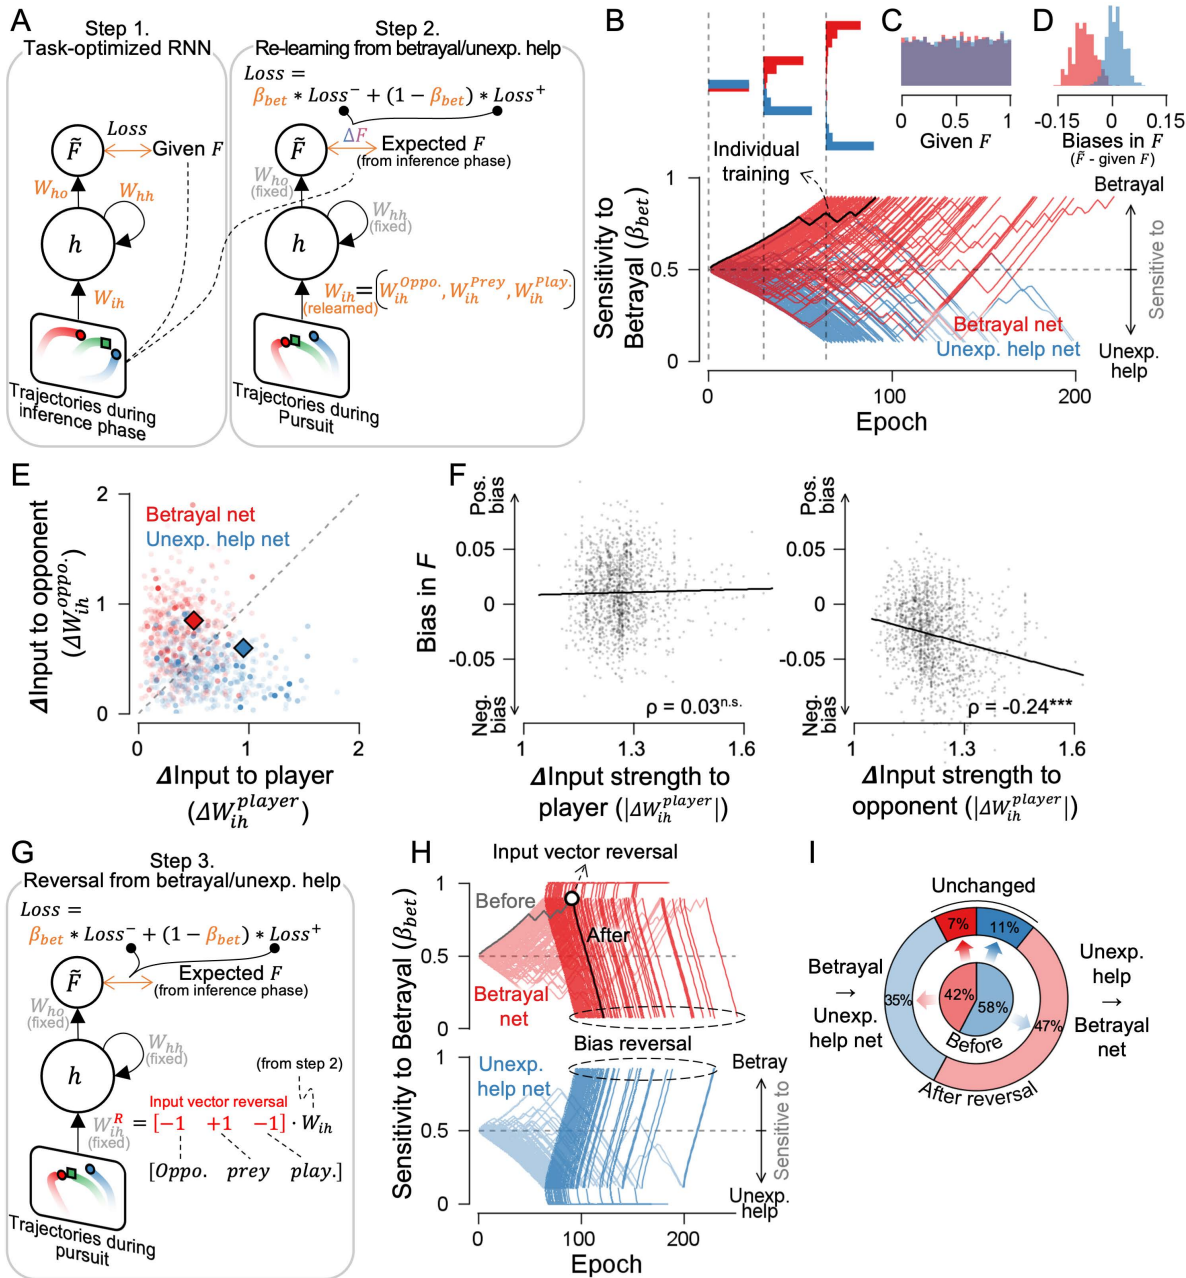 A
Step 1.
Task-optimized RNN
Loss
F̃
Given F
W_ho
W_hh
h
W_ih
Trajectories during
inference phase
Step 2.
Re-learning from betrayal/unexp. help
Loss =
β_bet * Loss⁻ + (1 − β_bet) * Loss⁺
ΔF
F̃
Expected F
(from inference phase)
W_ho
(fixed)
W_hh
(fixed)
h
W_ih = [W_ih^Oppo., W_ih^Prey, W_ih^Play.]
(relearned)
Trajectories during
Pursuit
B
Individual
training
Sensitivity to
Betrayal (β_bet)
1
0.5
0
Betrayal net
Unexp. help net
0
100
200
Epoch
Betrayal
Sensitive to
Unexp.
help
C
0 0.5 1
Given F
D
-0.15 0 0.15
Biases in F
(F̃ - given F)
E
Betrayal net
Unexp. help net
ΔInput to opponent
(ΔW_ih^oppo.)
2
1
0
0 1 2
ΔInput to player
(ΔW_ih^player)
F
Pos.
bias
Bias in F
0.05
0
-0.05
Neg.
bias
ρ = 0.03^n.s.
1 1.3 1.6
ΔInput strength to
player (|ΔW_ih^player|)
Pos.
bias
0.05
0
-0.05
Neg.
bias
ρ = -0.24***
1 1.3 1.6
ΔInput strength to
opponent (|ΔW_ih^player|)
G
Step 3.
Reversal from betrayal/unexp. help
Loss =
β_bet * Loss⁻ + (1 − β_bet) * Loss⁺
F̃
Expected F
(from inference phase)
W_ho
(fixed)
W_hh
(fixed)
h
(from step 2)
Input vector reversal
W_ih^R = [−1 +1 −1] · W_ih
(fixed)
[Oppo. prey play.]
Trajectories during
pursuit
H
Input vector reversal
Sensitivity to Betrayal (β_bet)
1
0.5
0
Before
After
Betrayal
net
Bias reversal
1
0.5
0
Unexp.
help net
Betray
Sensitive to
Unexp.
help
0 100 200
Epoch
I
Unchanged
7%
11%
Betrayal
→
Unexp.
help net
35%
42%
58%
47%
Before
After reversal
Unexp.
help
→
Betrayal
net